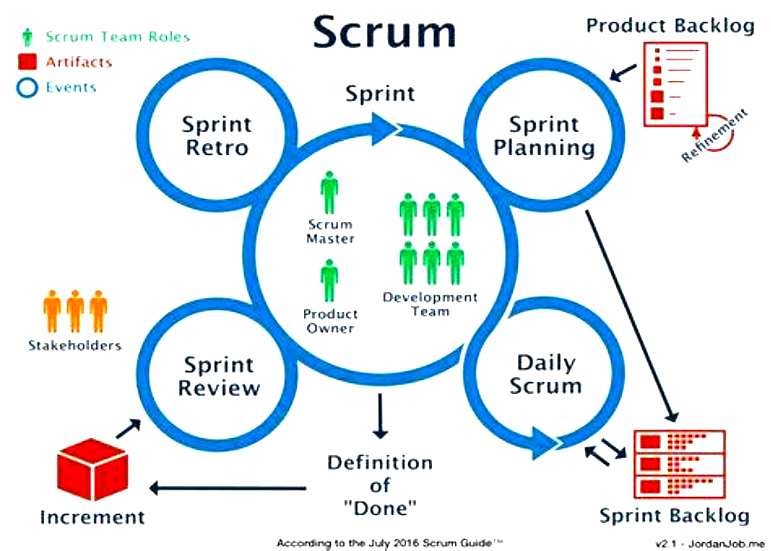 Scrum
Scrum Team Roles
Artifacts
Events
Product Backlog
Refinement
Sprint
Sprint
Retro
Sprint
Planning
Scrum
Master
Product
Owner
Development
Team
Stakeholders
Sprint
Review
Daily
Scrum
Increment
Definition
of
"Done"
Sprint Backlog
According to the July 2016 Scrum Guide™
v2.1 - JordanJob.me